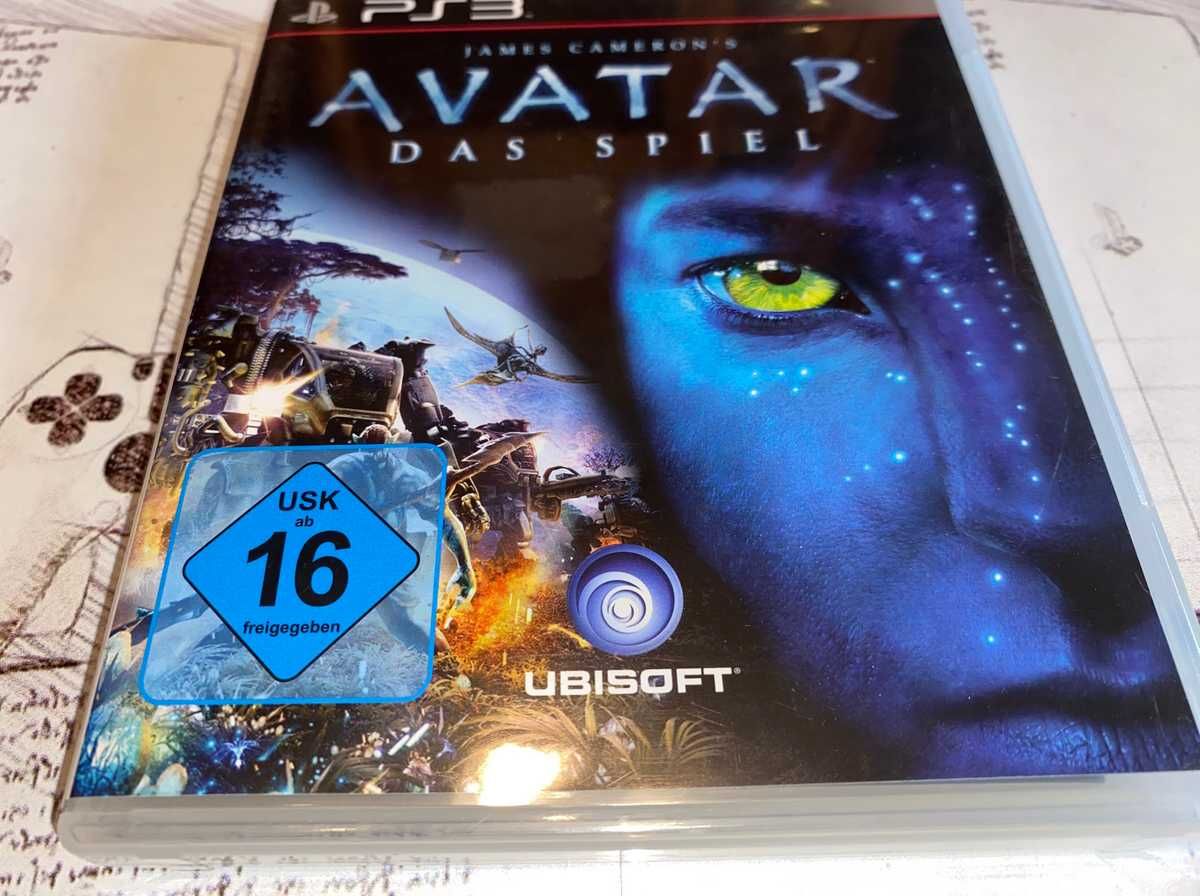 PS3
JAMES CAMERON'S
AVATAR
DAS SPIEL
USK
ab
16
freigegeben
UBISOFT®